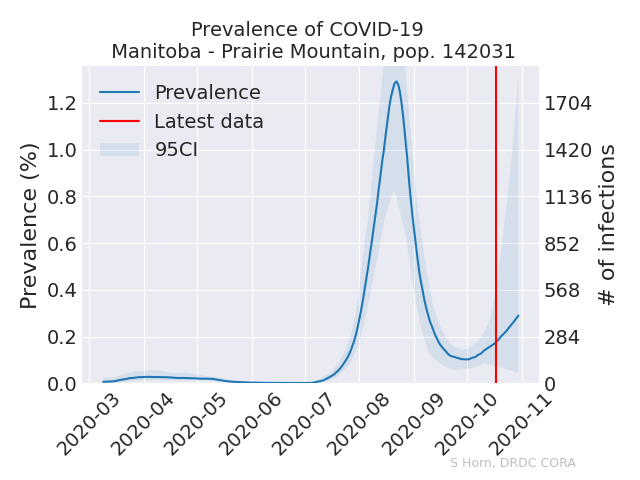 Prevalence of COVID-19
Manitoba - Prairie Mountain, pop. 142031
Prevalence
Latest data
95CI
Prevalence (%)
1.2
1.0
0.8
0.6
0.4
0.2
0.0
1704
1420
1136
852
568
284
0
# of infections
2020-03
2020-04
2020-05
2020-06
2020-07
2020-08
2020-09
2020-10
2020-11
S Horn, DRDC CORA